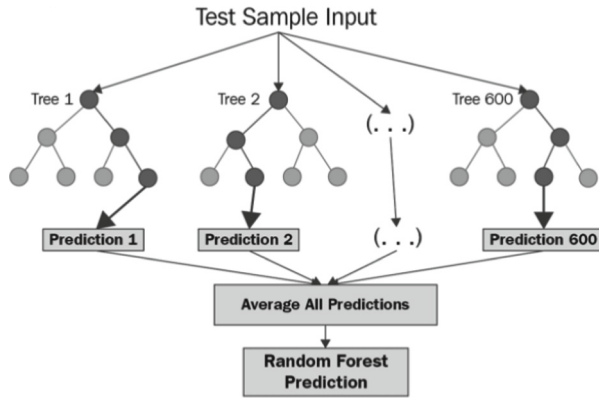 Test Sample Input
Tree 1
Tree 2
Tree 600
(. . .)
Prediction 1
Prediction 2
(. . .)
Prediction 600
Average All Predictions
Random Forest
Prediction